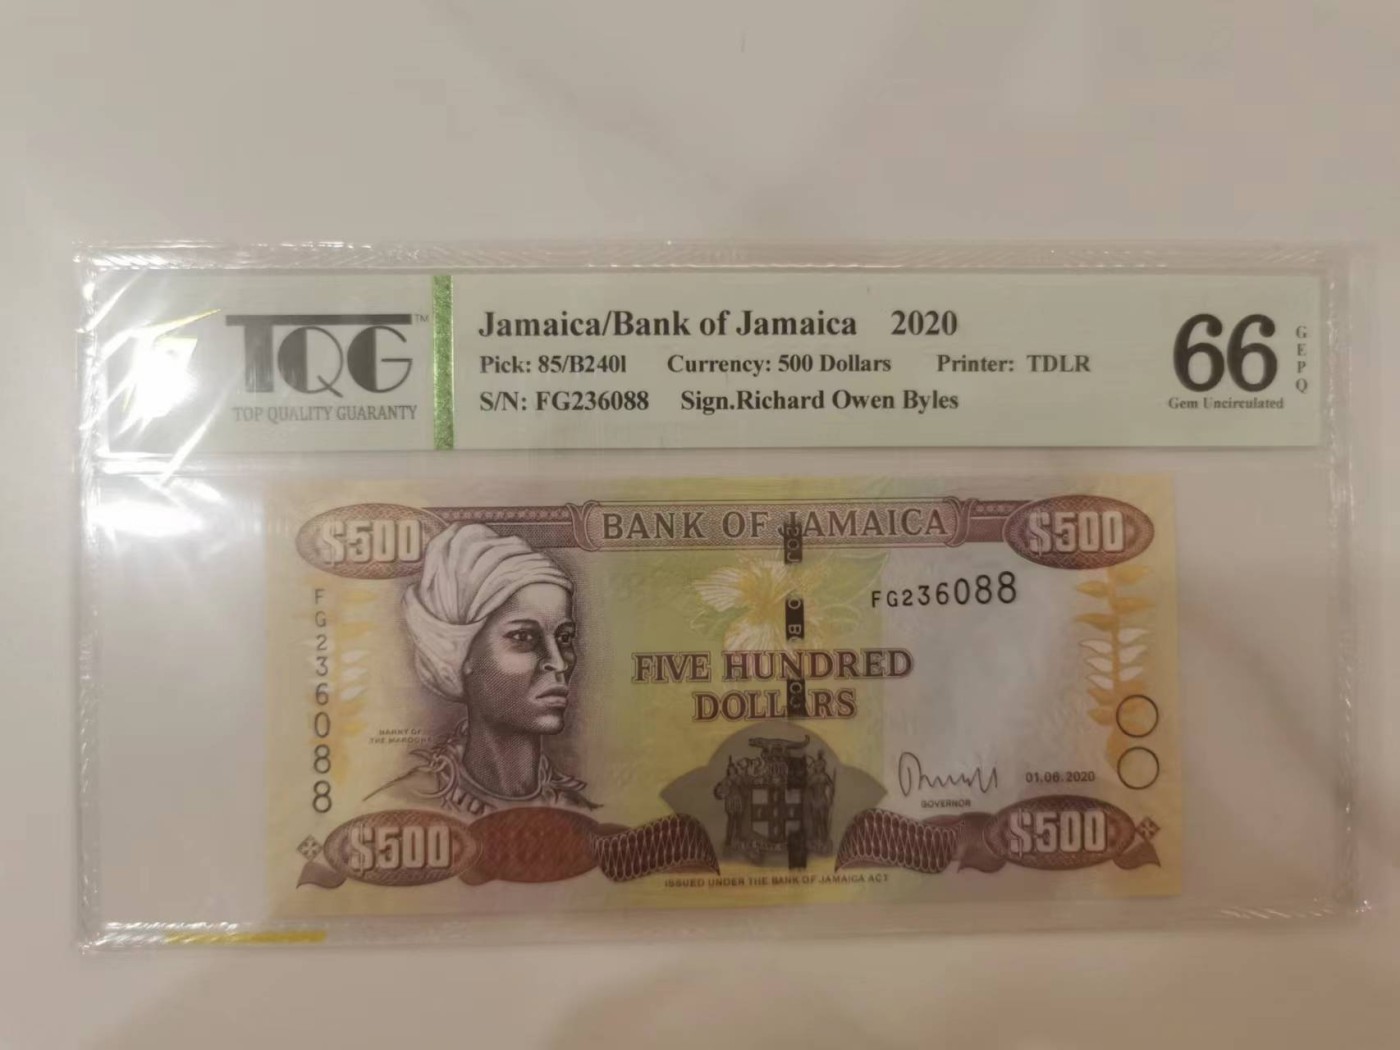 TQG™
TOP QUALITY GUARANTY
Jamaica/Bank of Jamaica 2020
Pick: 85/B240l Currency: 500 Dollars Printer: TDLR
S/N: FG236088 Sign.Richard Owen Byles
66
GEPQ
Gem Uncirculated
$500
BANK OF JAMAICA
$500
FG236088
FG236088
BOJ
FIVE HUNDRED
DOLLARS
NANNY OF
THE MAROONS
GOVERNOR
01.06.2020
$500
$500
ISSUED UNDER THE BANK OF JAMAICA ACT